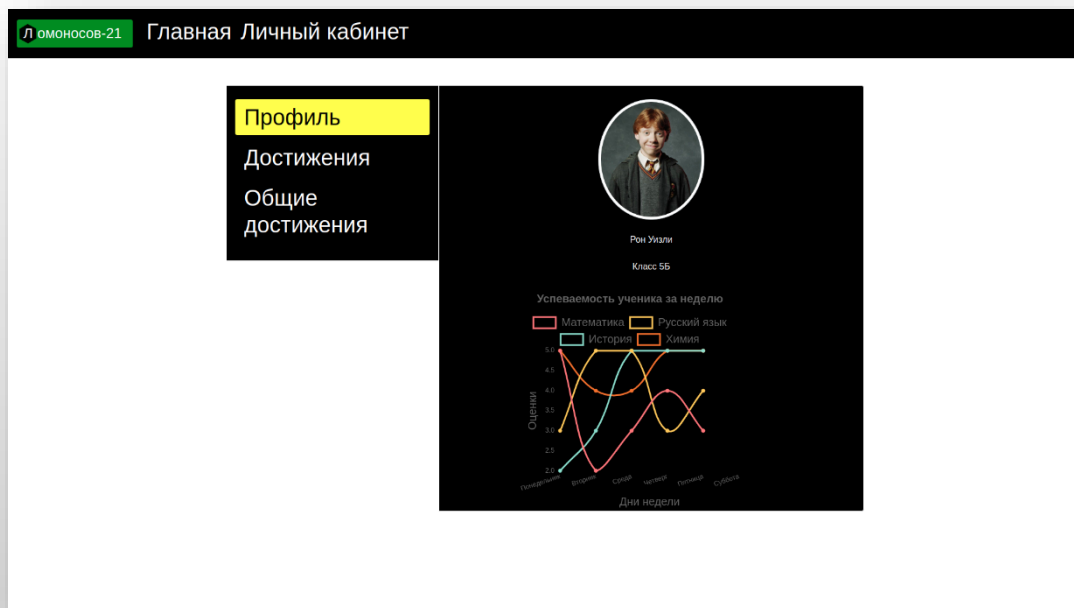 Ломоносов-21 Главная Личный кабинет
Профиль
Достижения
Общие
достижения
Рон Уизли
Класс 5Б
Успеваемость ученика за неделю
Математика Русский язык
История Химия
5.0
4.5
4.0
3.5
3.0
2.5
2.0
Оценки
Понедельник Вторник Среда Четверг Пятница Суббота
Дни недели